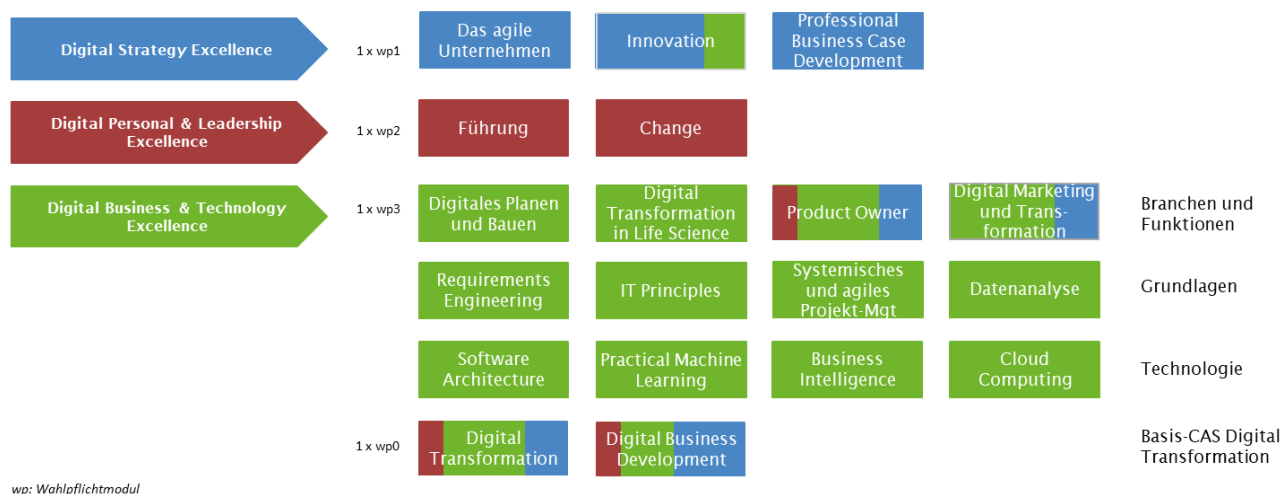 Digital Strategy Excellence
1 x wp1
Das agile
Unternehmen
Innovation
Professional
Business Case
Development
Digital Personal & Leadership
Excellence
1 x wp2
Führung
Change
Digital Business & Technology
Excellence
1 x wp3
Digitales Planen
und Bauen
Digital
Transformation
in Life Science
Product Owner
Digital Marketing
und Trans-
formation
Branchen und
Funktionen
Requirements
Engineering
IT Principles
Systemisches
und agiles
Projekt-Mgt
Datenanalyse
Grundlagen
Software
Architecture
Practical Machine
Learning
Business
Intelligence
Cloud
Computing
Technologie
1 x wp0
Digital
Transformation
Digital Business
Development
Basis-CAS Digital
Transformation
wp: Wahlpflichtmodul